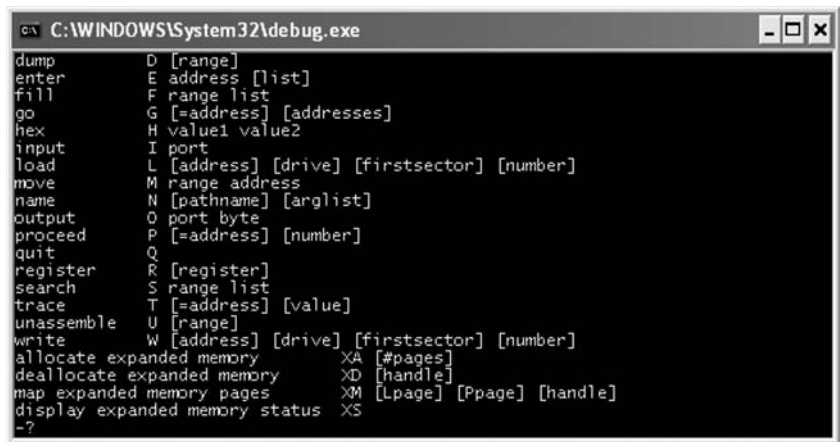 C:\WINDOWS\System32\debug.exe
dump D [range]
enter E address [list]
fill F range list
go G [=address] [addresses]
hex H value1 value2
input I port
load L [address] [drive] [firstsector] [number]
move M range address
name N [pathname] [arglist]
output O port byte
proceed P [=address] [number]
quit Q
register R [register]
search S range list
trace T [=address] [value]
unassemble U [range]
write W [address] [drive] [firstsector] [number]
allocate expanded memory XA [#pages]
deallocate expanded memory XD [handle]
map expanded memory pages XM [Lpage] [Ppage] [handle]
display expanded memory status XS
-?